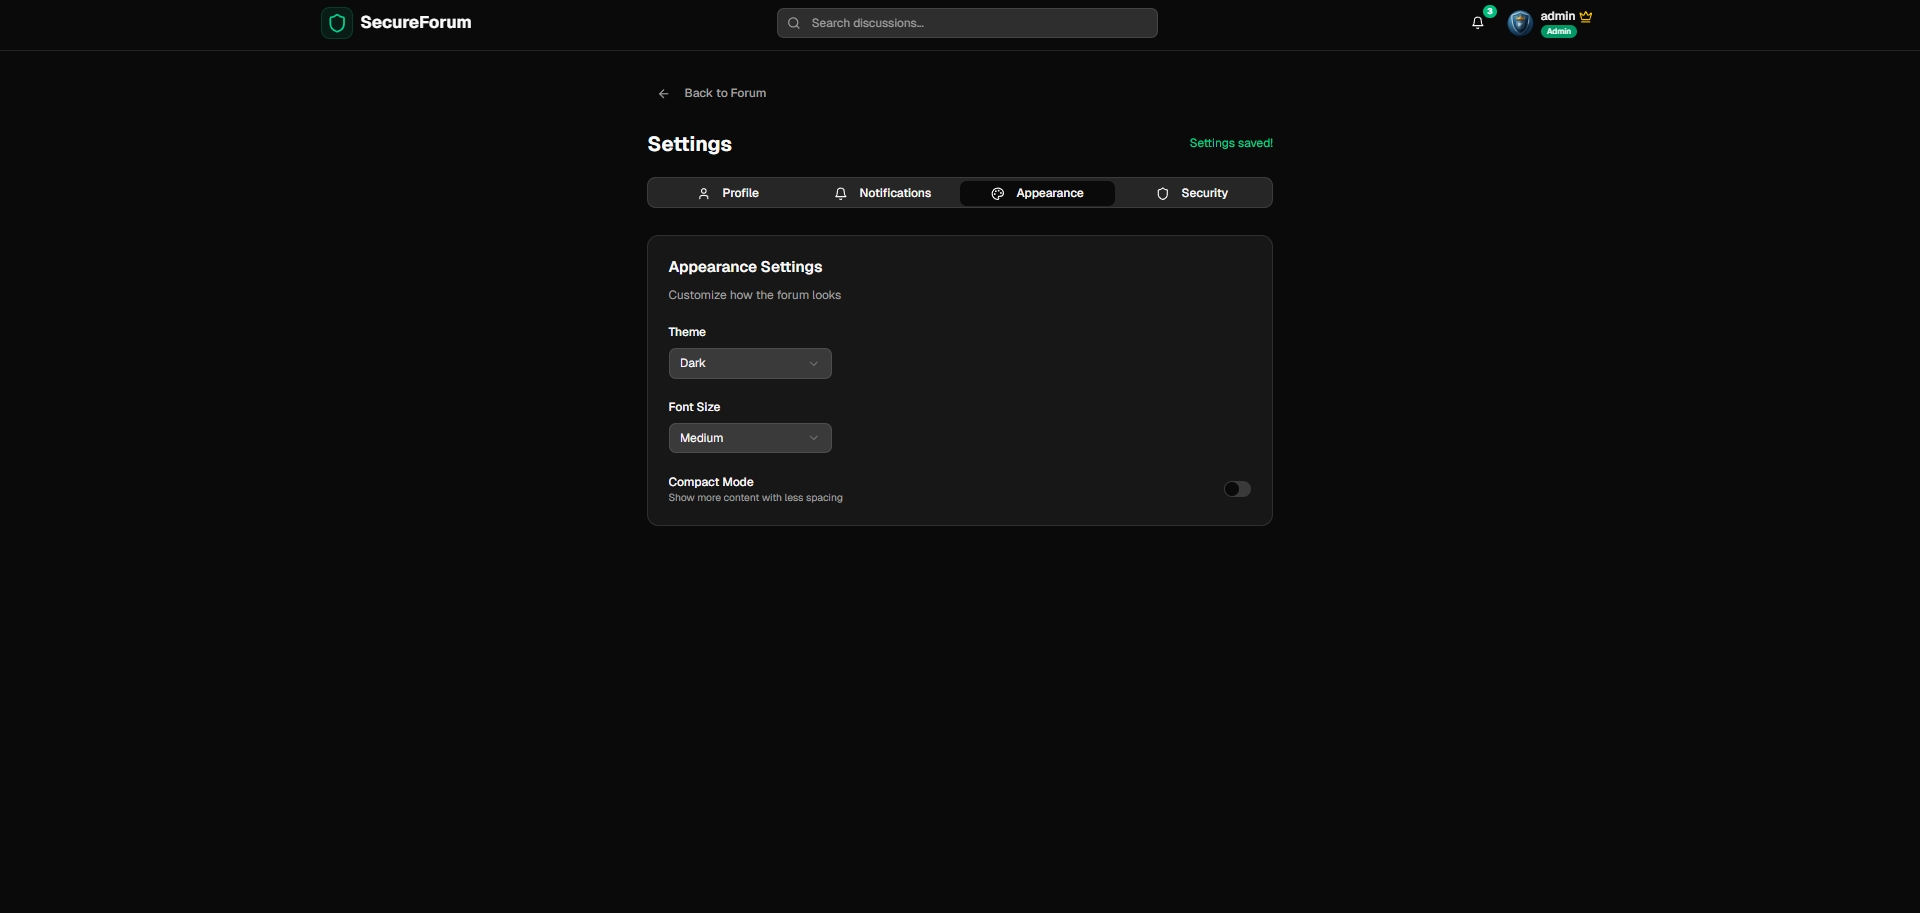 SecureForum
Search discussions...
3
admin
Admin
Back to Forum
Settings
Settings saved!
Profile
Notifications
Appearance
Security
Appearance Settings
Customize how the forum looks
Theme
Dark
Font Size
Medium
Compact Mode
Show more content with less spacing